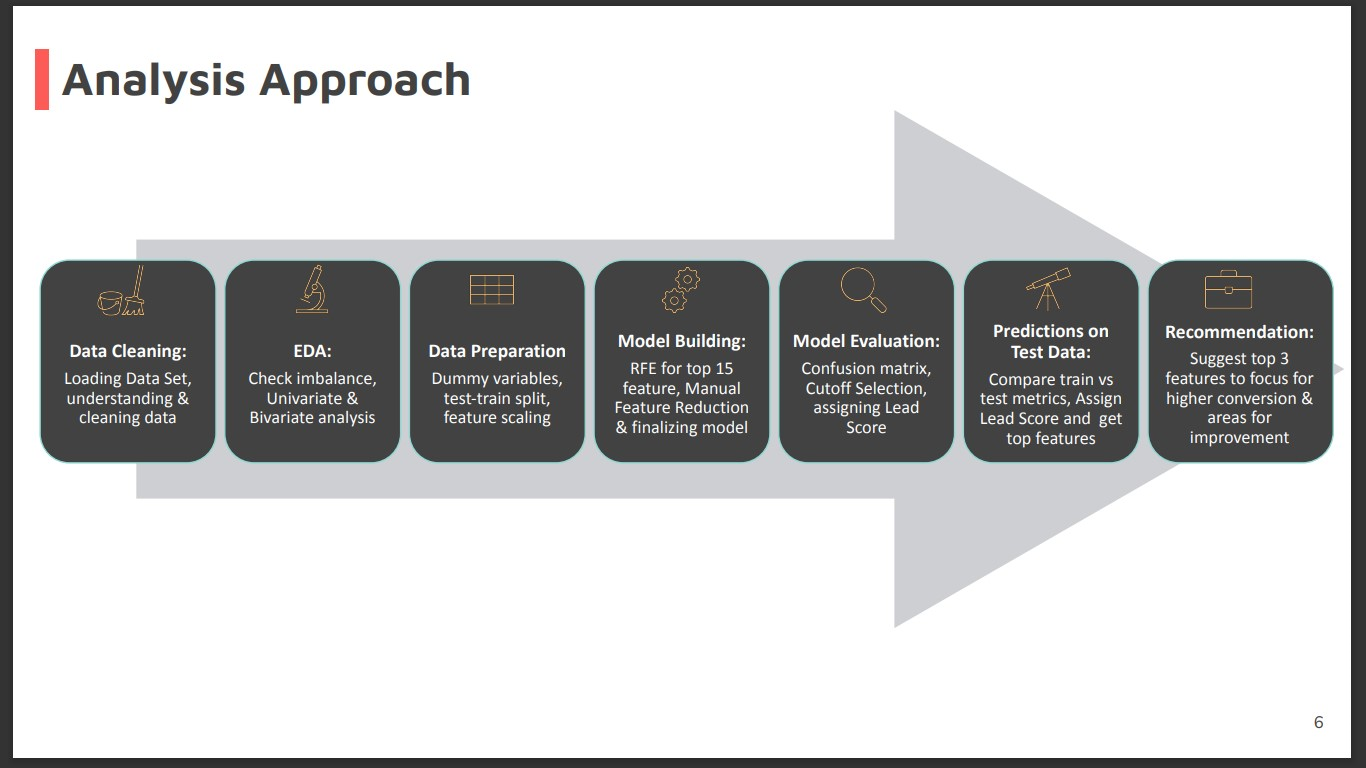 Analysis Approach
Data Cleaning:
Loading Data Set,
understanding &
cleaning data
EDA:
Check imbalance,
Univariate &
Bivariate analysis
Data Preparation
Dummy variables,
test-train split,
feature scaling
Model Building:
RFE for top 15
feature, Manual
Feature Reduction
& finalizing model
Model Evaluation:
Confusion matrix,
Cutoff Selection,
assigning Lead
Score
Predictions on
Test Data:
Compare train vs
test metrics, Assign
Lead Score and  get
top features
Recommendation:
Suggest top 3
features to focus for
higher conversion &
areas for
improvement
6